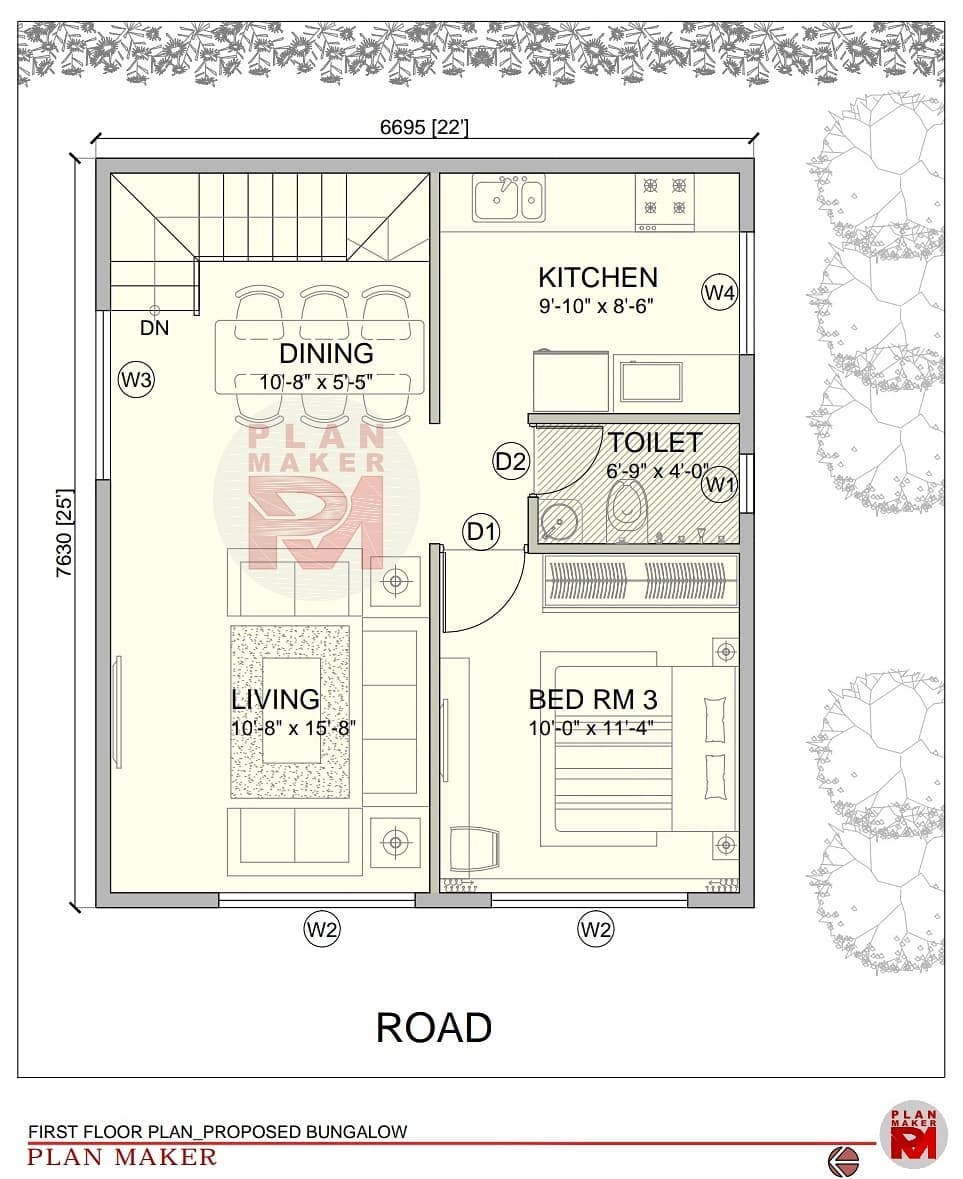 6695 [22']
7630 [25']
KITCHEN
9'-10" x 8'-6"
W4
DN
W3
DINING
10'-8" x 5'-5"
PLAN
MAKER
D2
TOILET
6'-9" x 4'-0"
W1
D1
LIVING
10'-8" x 15'-8"
BED RM 3
10'-0" x 11'-4"
W2
W2
ROAD
FIRST FLOOR PLAN_PROPOSED BUNGALOW
PLAN MAKER
PLAN
MAKER